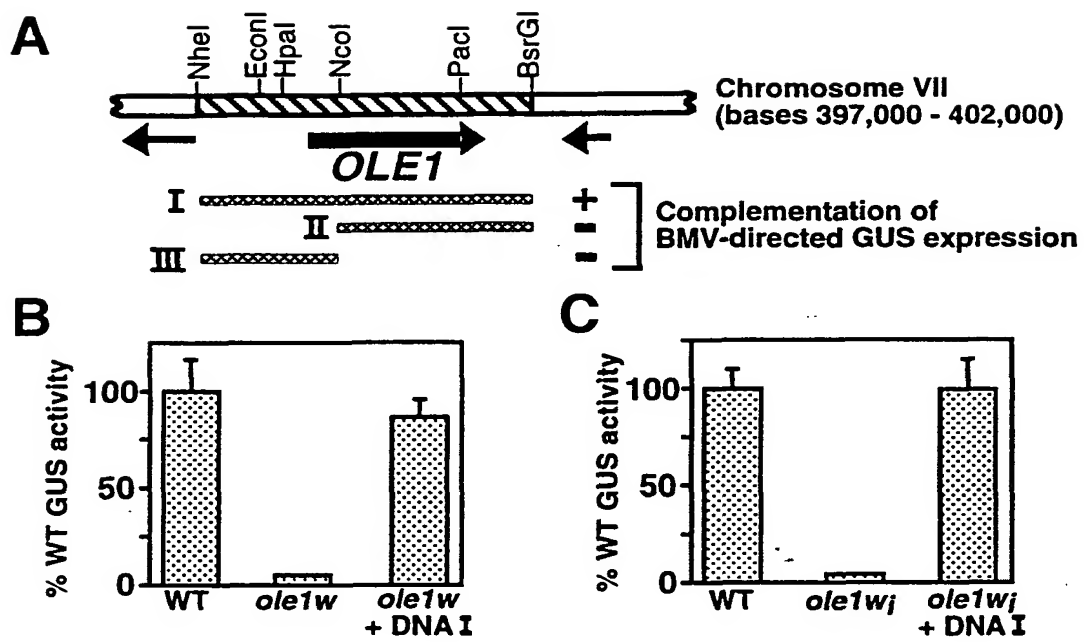 A
NheI
EconI
HpaI
NcoI
PacI
BsrGI
Chromosome VII
(bases 397,000 - 402,000)
OLE1
I
+
II
-
III
-
Complementation of
BMV-directed GUS expression
B
% WT GUS activity
100
50
0
WT
ole1w
ole1w
+ DNA I
C
% WT GUS activity
100
50
0
WT
ole1wi
ole1wi
+ DNA I